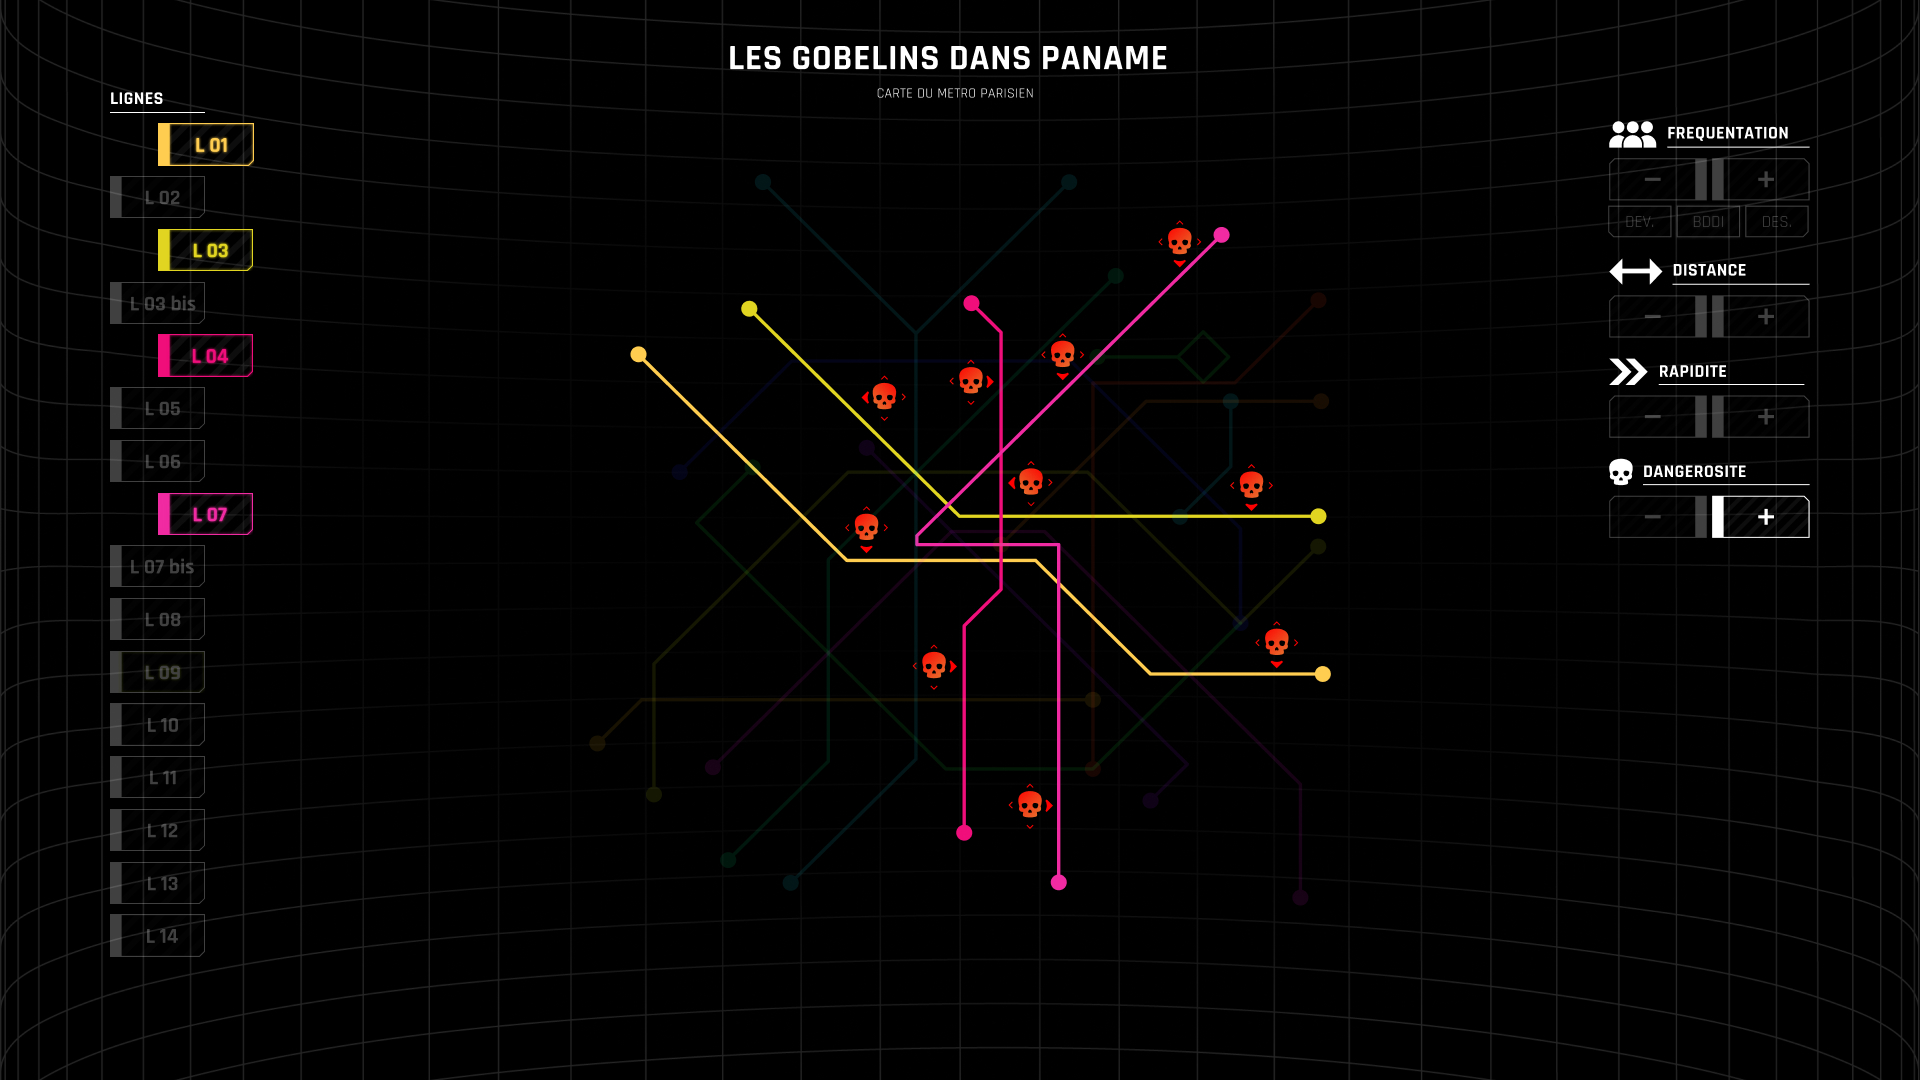 LES GOBELINS DANS PANAME
CARTE DU METRO PARISIEN
LIGNES
L 01
L 02
L 03
L 03 bis
L 04
L 05
L 06
L 07
L 07 bis
L 08
L 09
L 10
L 11
L 12
L 13
L 14
FREQUENTATION
− +
DEV. BDDI DES.
DISTANCE
− +
RAPIDITE
− +
DANGEROSITE
− +